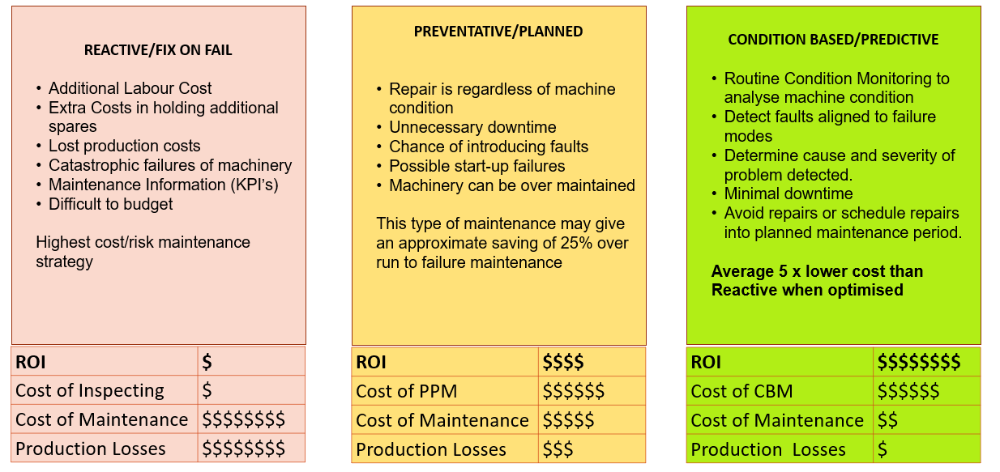 REACTIVE/FIX ON FAIL
• Additional Labour Cost
• Extra Costs in holding additional
spares
• Lost production costs
• Catastrophic failures of machinery
• Maintenance Information (KPI's)
• Difficult to budget
Highest cost/risk maintenance
strategy
ROI $
Cost of Inspecting $
Cost of Maintenance $$$$$$$$
Production Losses $$$$$$$$
PREVENTATIVE/PLANNED
• Repair is regardless of machine
condition
• Unnecessary downtime
• Chance of introducing faults
• Possible start-up failures
• Machinery can be over maintained
This type of maintenance may give
an approximate saving of 25% over
run to failure maintenance
ROI $$$$
Cost of PPM $$$$$$
Cost of Maintenance $$$$$
Production Losses $$$
CONDITION BASED/PREDICTIVE
• Routine Condition Monitoring to
analyse machine condition
• Detect faults aligned to failure
modes
• Determine cause and severity of
problem detected.
• Minimal downtime
• Avoid repairs or schedule repairs
into planned maintenance period.
Average 5 x lower cost than
Reactive when optimised
ROI $$$$$$$$
Cost of CBM $$$$$$
Cost of Maintenance $$
Production Losses $